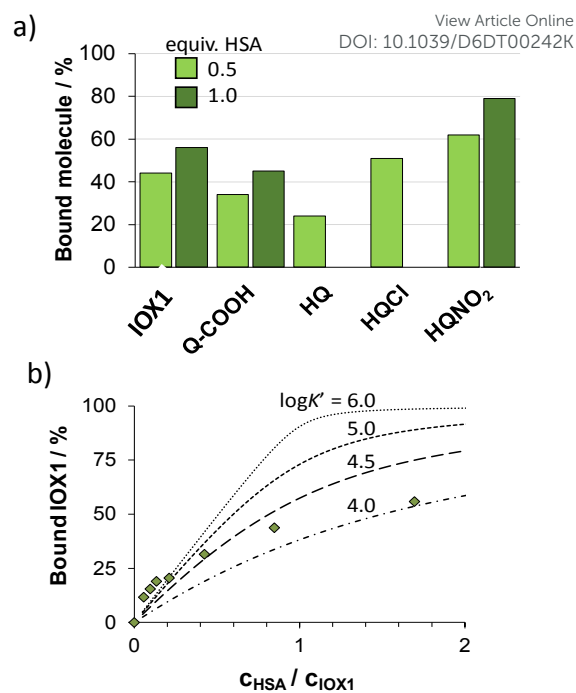 View Article Online
DOI: 10.1039/D6DT00242K
a)
equiv. HSA
0.5
1.0
Bound molecule / %
100
80
60
40
20
0
IOX1
Q-COOH
HQ
HQCl
HQNO₂
b)
Bound IOX1 / %
100
75
50
25
0
logK' = 6.0
5.0
4.5
4.0
0
1
2
cHSA / cIOX1